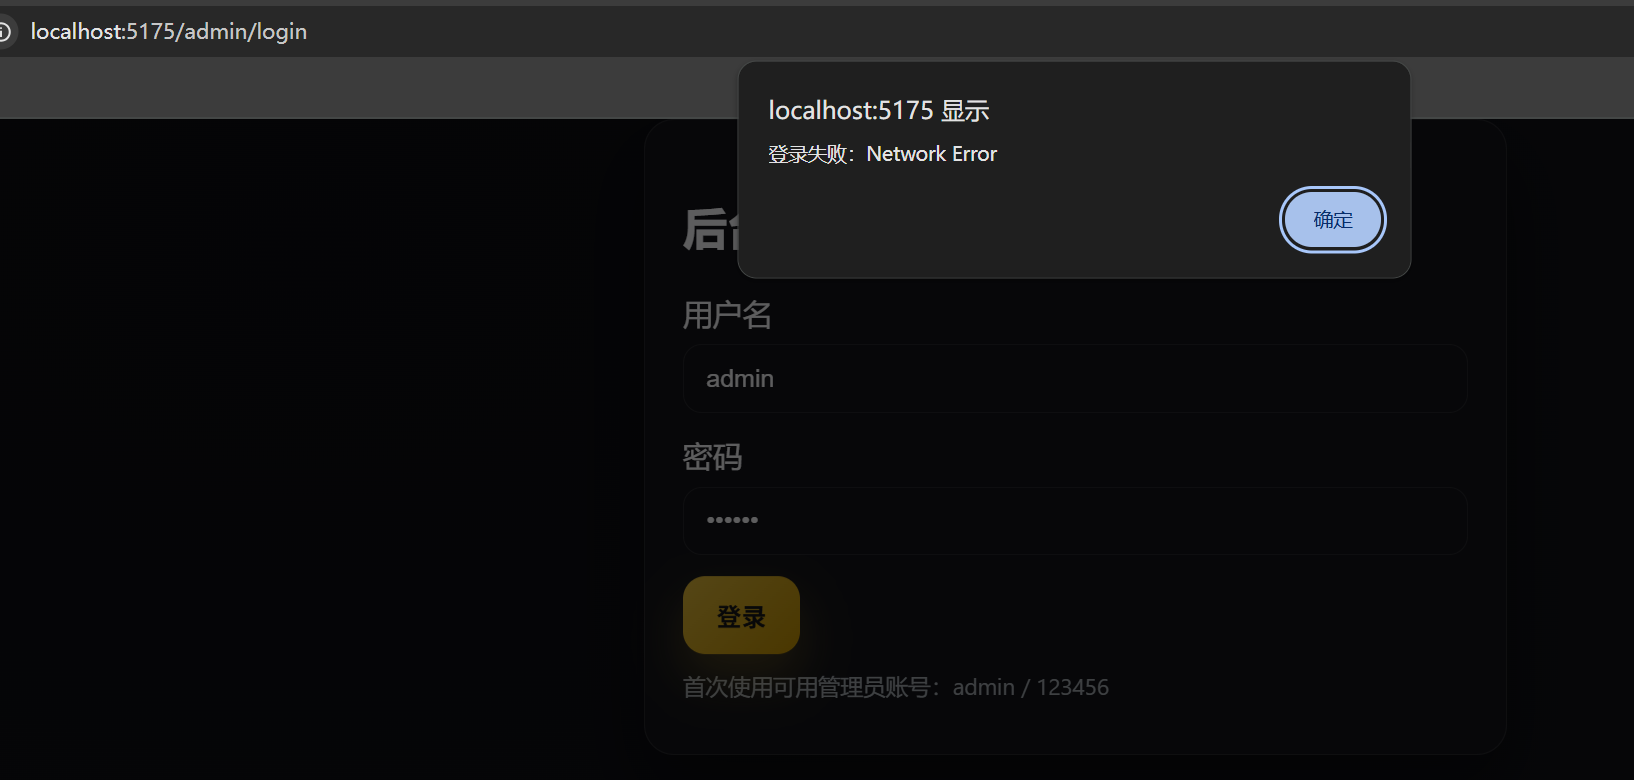 localhost:5175/admin/login
localhost:5175 显示
登录失败：Network Error
确定
后
用户名
admin
密码
••••••
登录
首次使用可用管理员账号：admin / 123456